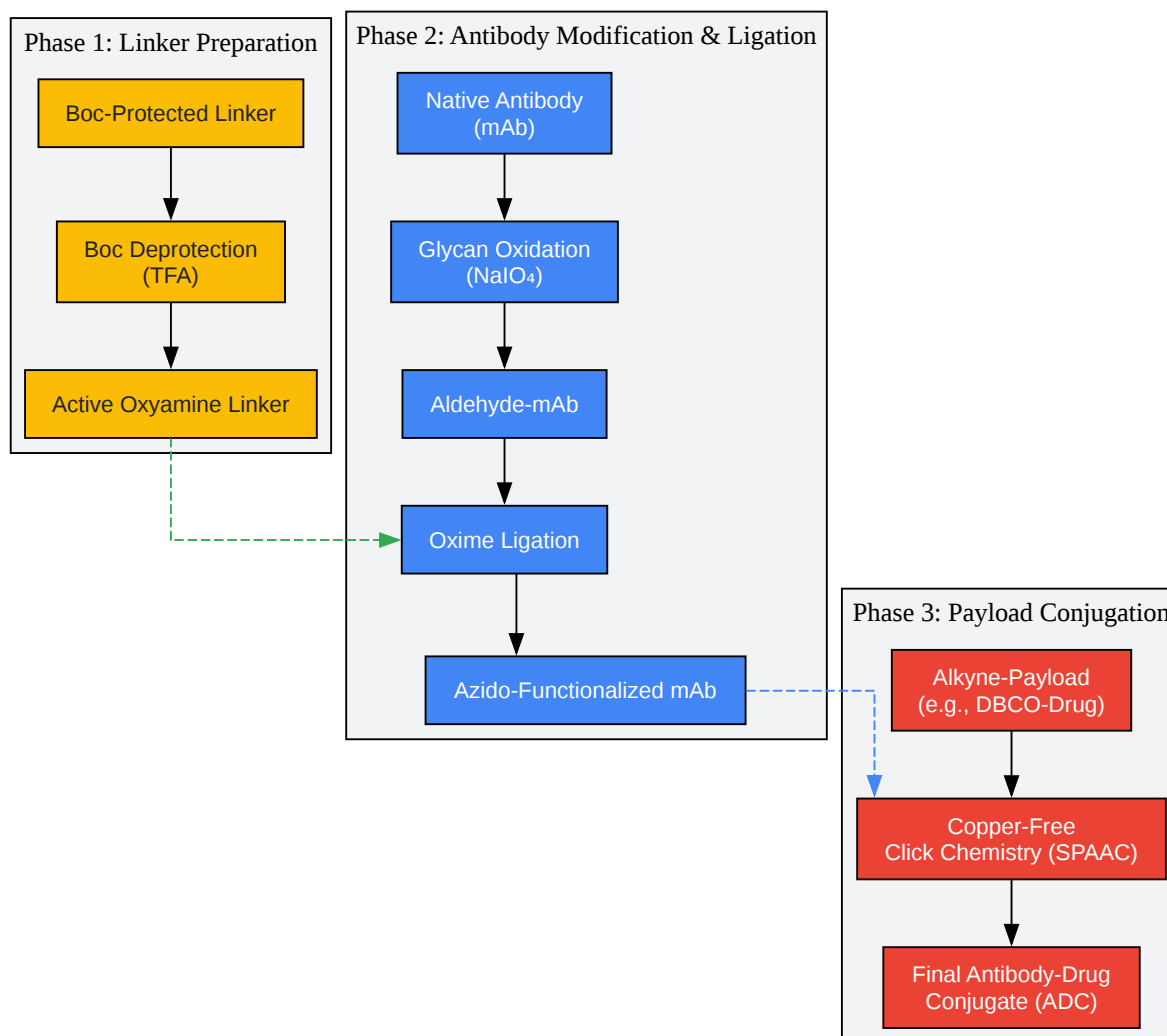 Phase 1: Linker Preparation
Boc-Protected Linker
Boc Deprotection
(TFA)
Active Oxyamine Linker
Phase 2: Antibody Modification & Ligation
Native Antibody
(mAb)
Glycan Oxidation
(NaIO₄)
Aldehyde-mAb
Oxime Ligation
Azido-Functionalized mAb
Phase 3: Payload Conjugation
Alkyne-Payload
(e.g., DBCO-Drug)
Copper-Free
Click Chemistry (SPAAC)
Final Antibody-Drug
Conjugate (ADC)